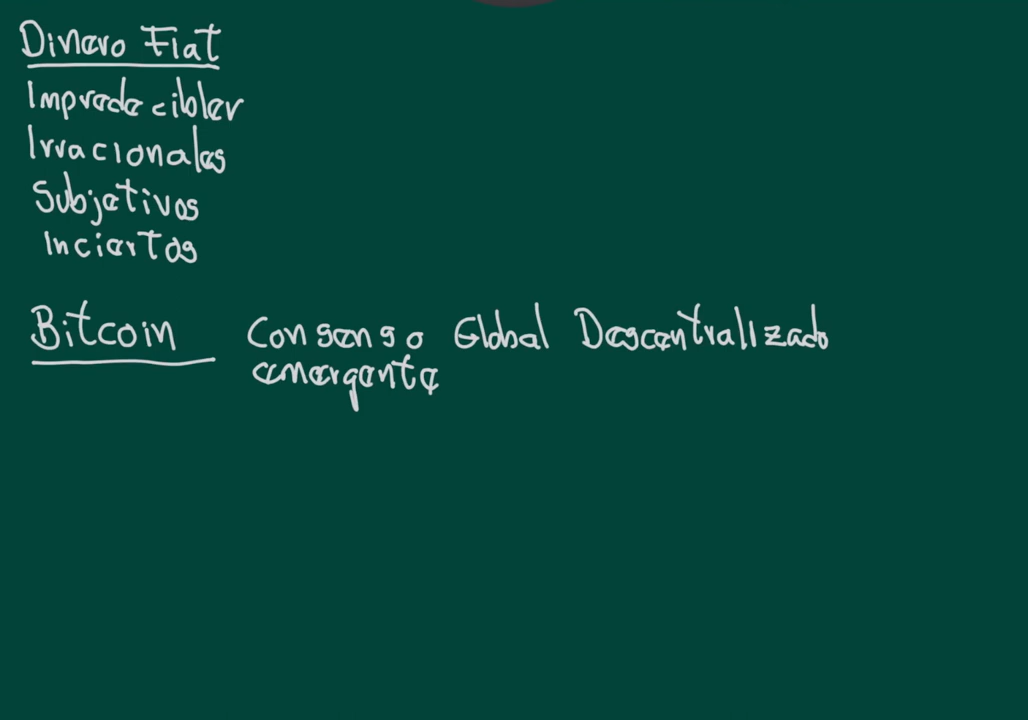 Dinero Fiat
Impredecibles
Irracionales
Subjetivos
Inciertos
Bitcoin Consenso Global Descentralizado
emergente